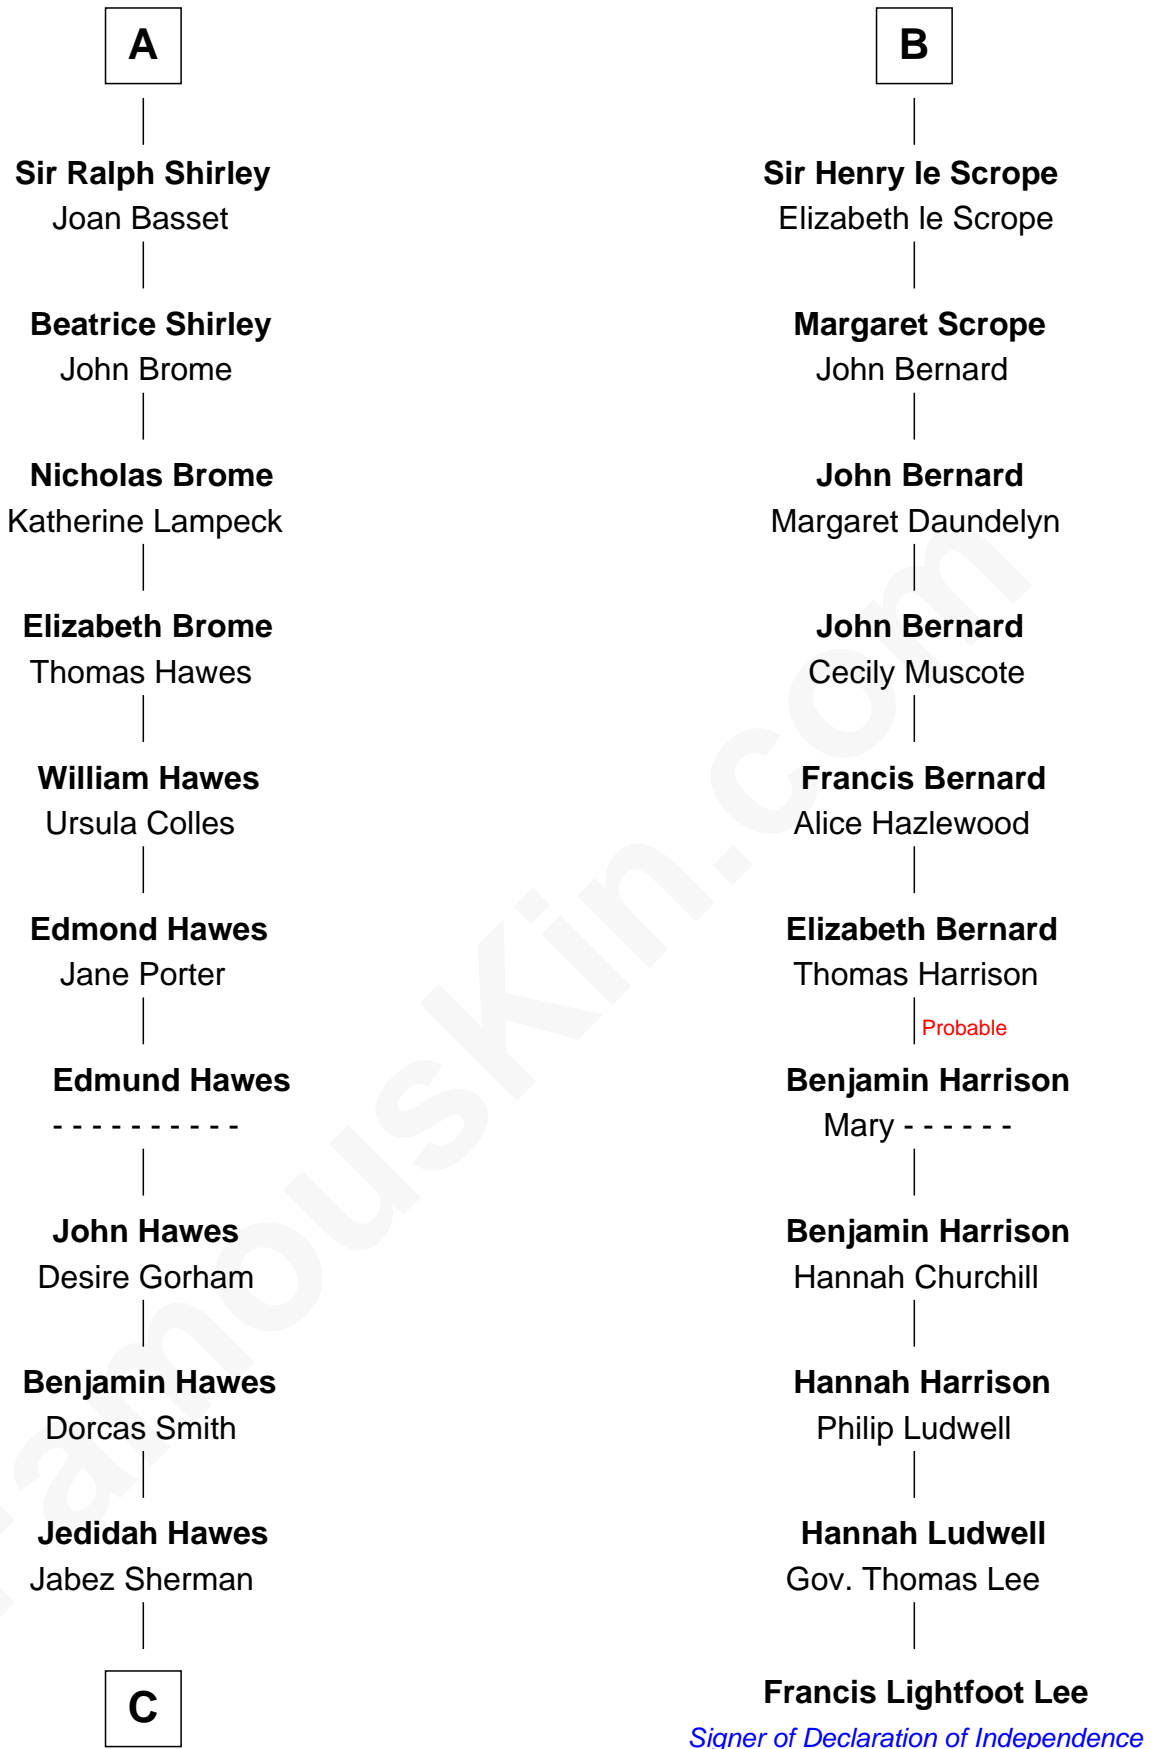 A
Sir Ralph Shirley
Joan Basset
Beatrice Shirley
John Brome
Nicholas Brome
Katherine Lampeck
Elizabeth Brome
Thomas Hawes
William Hawes
Ursula Colles
Edmond Hawes
Jane Porter
Edmund Hawes
- - - - - - - - - -
John Hawes
Desire Gorham
Benjamin Hawes
Dorcas Smith
Jedidah Hawes
Jabez Sherman
C
B
Sir Henry le Scrope
Elizabeth le Scrope
Margaret Scrope
John Bernard
John Bernard
Margaret Daundelyn
John Bernard
Cecily Muscote
Francis Bernard
Alice Hazlewood
Elizabeth Bernard
Thomas Harrison
Probable
Benjamin Harrison
Mary - - - - - -
Benjamin Harrison
Hannah Churchill
Hannah Harrison
Philip Ludwell
Hannah Ludwell
Gov. Thomas Lee
Francis Lightfoot Lee
Signer of Declaration of Independence
FamousKin.com